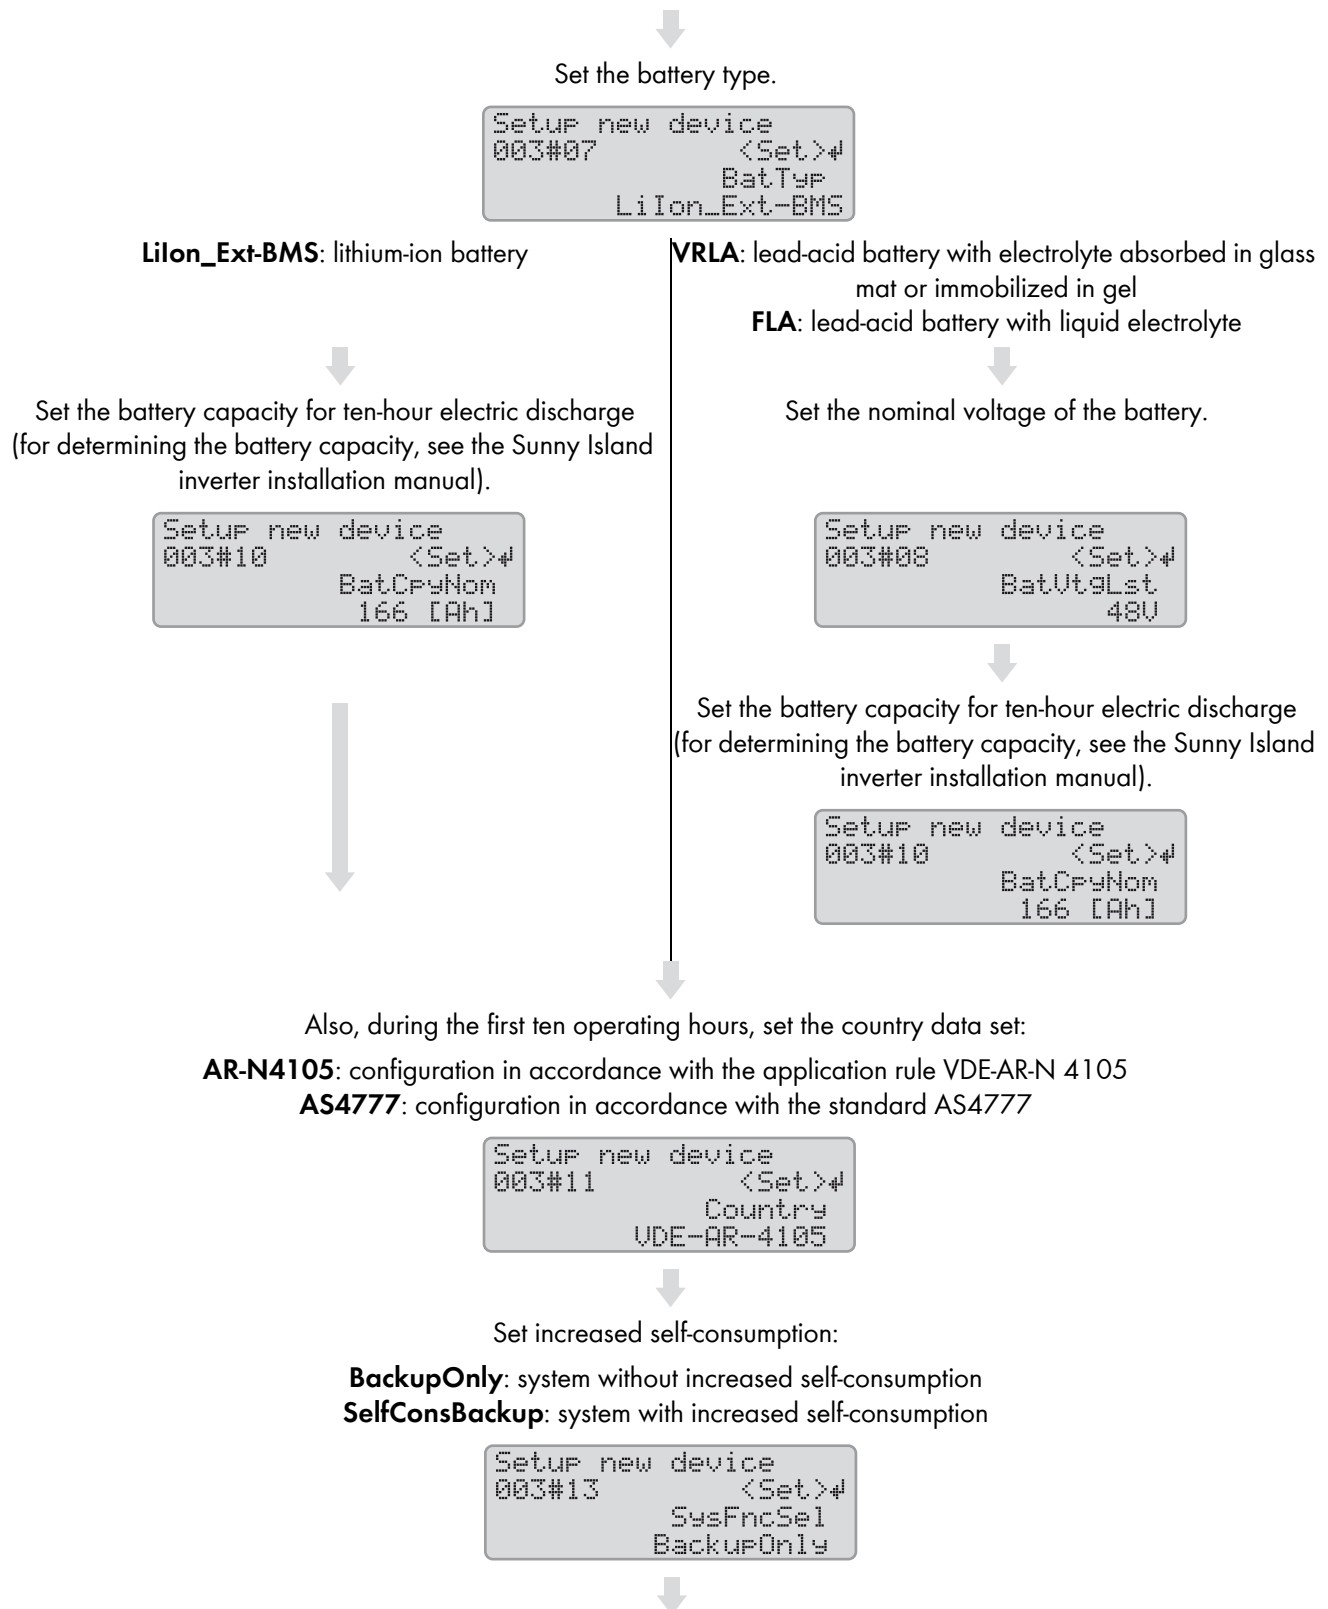 Set the battery type.
Setup new device
003#07 <Set>↵
BatTyp
LiIon_Ext-BMS
LiIon_Ext-BMS: lithium-ion battery
VRLA: lead-acid battery with electrolyte absorbed in glass
mat or immobilized in gel
FLA: lead-acid battery with liquid electrolyte
Set the battery capacity for ten-hour electric discharge
(for determining the battery capacity, see the Sunny Island
inverter installation manual).
Setup new device
003#10 <Set>↵
BatCpyNom
166 [Ah]
Set the nominal voltage of the battery.
Setup new device
003#08 <Set>↵
BatVtgLst
48V
Set the battery capacity for ten-hour electric discharge
(for determining the battery capacity, see the Sunny Island
inverter installation manual).
Setup new device
003#10 <Set>↵
BatCpyNom
166 [Ah]
Also, during the first ten operating hours, set the country data set:
AR-N4105: configuration in accordance with the application rule VDE-AR-N 4105
AS4777: configuration in accordance with the standard AS4777
Setup new device
003#11 <Set>↵
Country
VDE-AR-4105
Set increased self-consumption:
BackupOnly: system without increased self-consumption
SelfConsBackup: system with increased self-consumption
Setup new device
003#13 <Set>↵
SysFncSel
BackupOnly